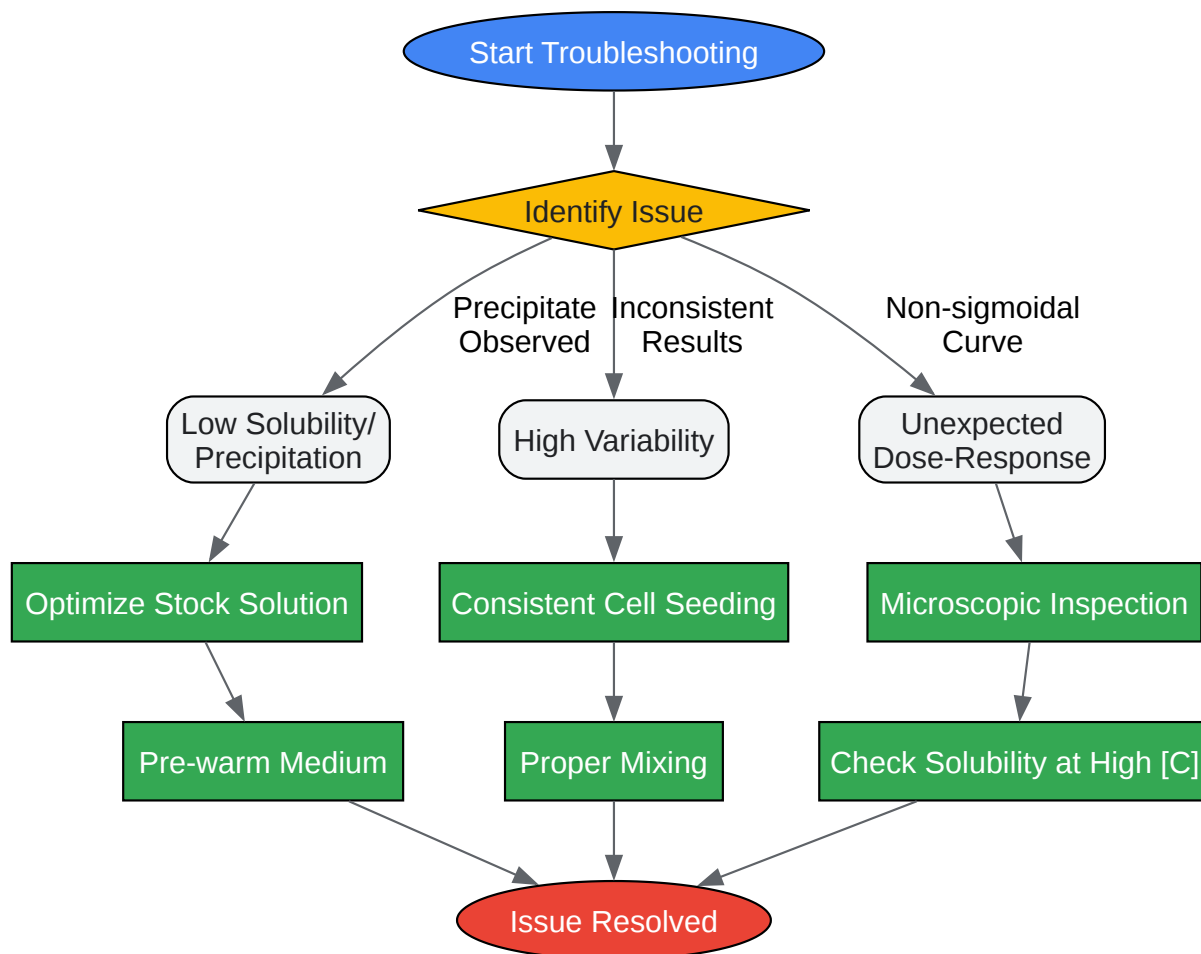 Start Troubleshooting
Identify Issue
Precipitate
Observed
Inconsistent
Results
Non-sigmoidal
Curve
Low Solubility/
Precipitation
High Variability
Unexpected
Dose-Response
Optimize Stock Solution
Consistent Cell Seeding
Microscopic Inspection
Pre-warm Medium
Proper Mixing
Check Solubility at High [C]
Issue Resolved